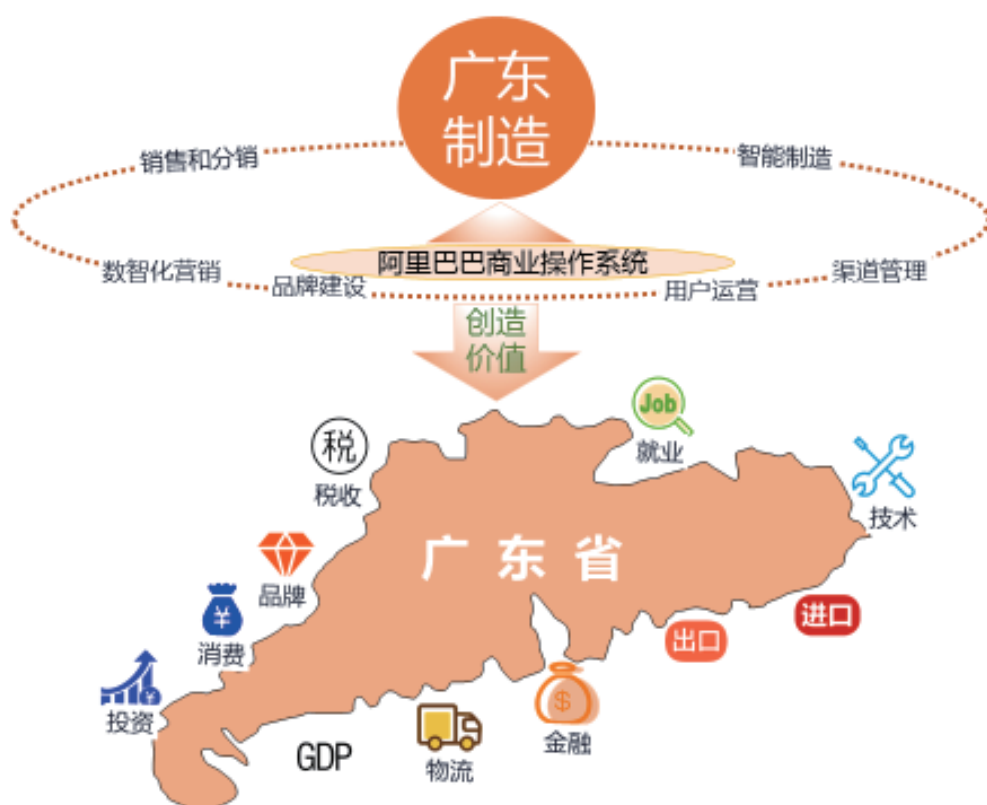 广东
制造
销售和分销
智能制造
阿里巴巴商业操作系统
数智化营销
渠道管理
品牌建设
用户运营
创造
价值
Job
就业
税
税收
技术
广东省
品牌
¥
消费
进口
出口
¥
投资
$
金融
GDP
物流